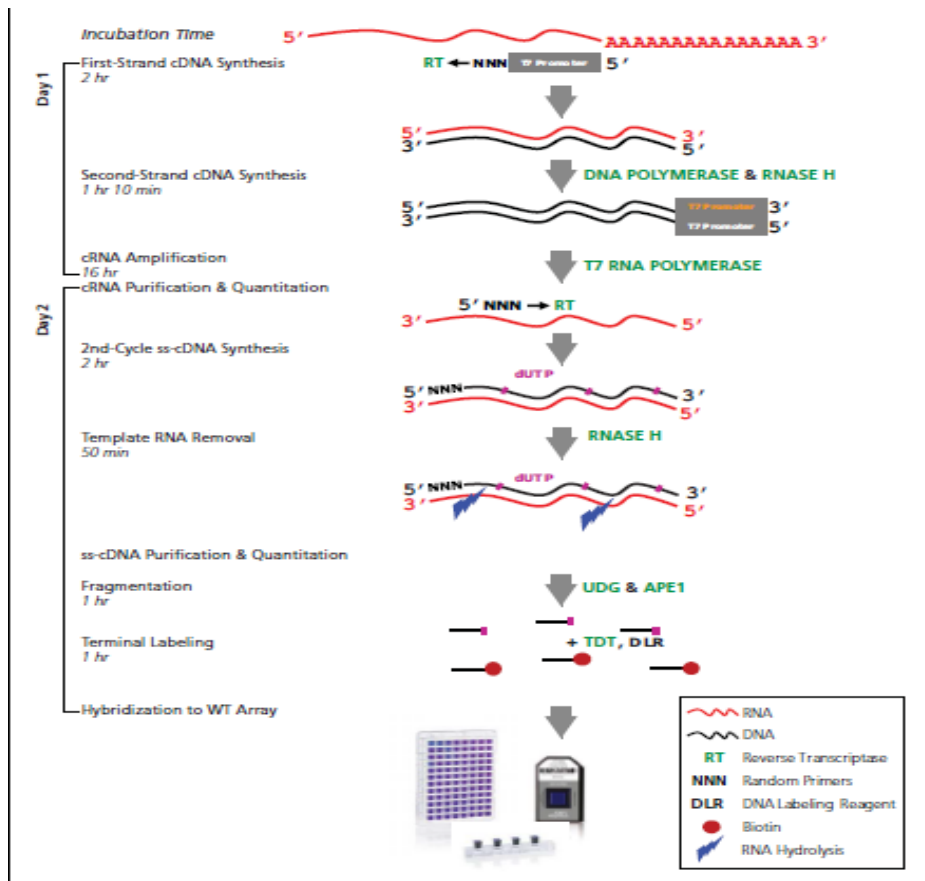 Incubation Time
5′ AAAAAAAAAAAAAAA 3′
Day 1
First-Strand cDNA Synthesis
2 hr
RT NNN T7 Promoter 5′
5′ 3′
3′ 5′
Second-Strand cDNA Synthesis
1 hr 10 min
DNA POLYMERASE & RNASE H
5′ T7 Promoter 3′
3′ T7 Promoter 5′
cRNA Amplification
16 hr
T7 RNA POLYMERASE
Day 2
cRNA Purification & Quantitation
5′ NNN RT
3′ 5′
2nd-Cycle ss-cDNA Synthesis
2 hr
dUTP
5′ NNN 3′
3′ 5′
Template RNA Removal
50 min
RNASE H
dUTP
5′ NNN 3′
3′ 5′
ss-cDNA Purification & Quantitation
Fragmentation
1 hr
UDG & APE1
Terminal Labeling
1 hr
+ TDT, DLR
Hybridization to WT Array
RNA
DNA
RT Reverse Transcriptase
NNN Random Primers
DLR DNA Labeling Reagent
Biotin
RNA Hydrolysis